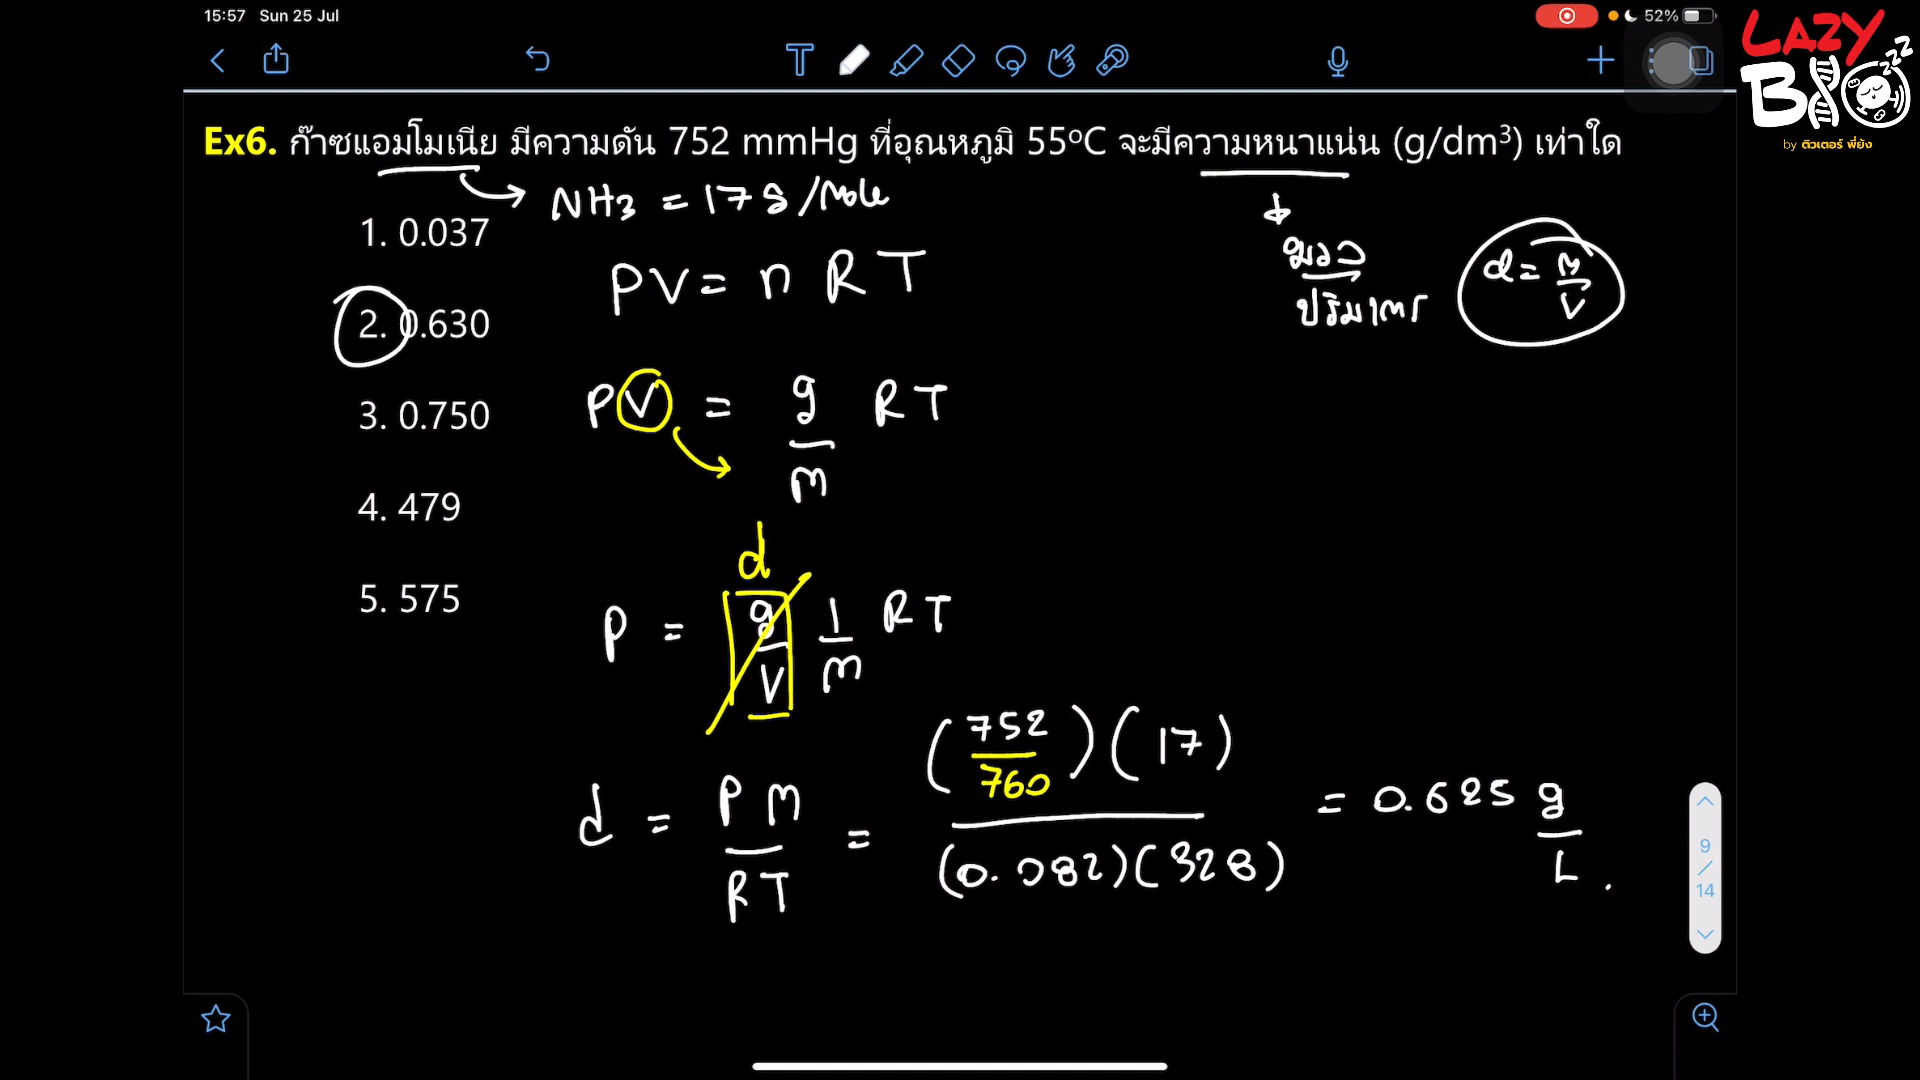 15:57 Sun 25 Jul
52%
LAZY
BIO zzz
by ติวเตอร์ พี่ยัง
Ex6. ก๊าซแอมโมเนีย มีความดัน 752 mmHg ที่อุณหภูมิ 55°C จะมีความหนาแน่น (g/dm³) เท่าใด
NH3 = 17 g/mole
1. 0.037
2. 0.630
3. 0.750
4. 479
5. 575
มวล
ปริมาตร
d = m/V
PV = n R T
PV = g/m RT
d
P = g/V 1/m RT
d = PM/RT = (752/760)(17)/(0.082)(328) = 0.625 g/L.
9
/
14